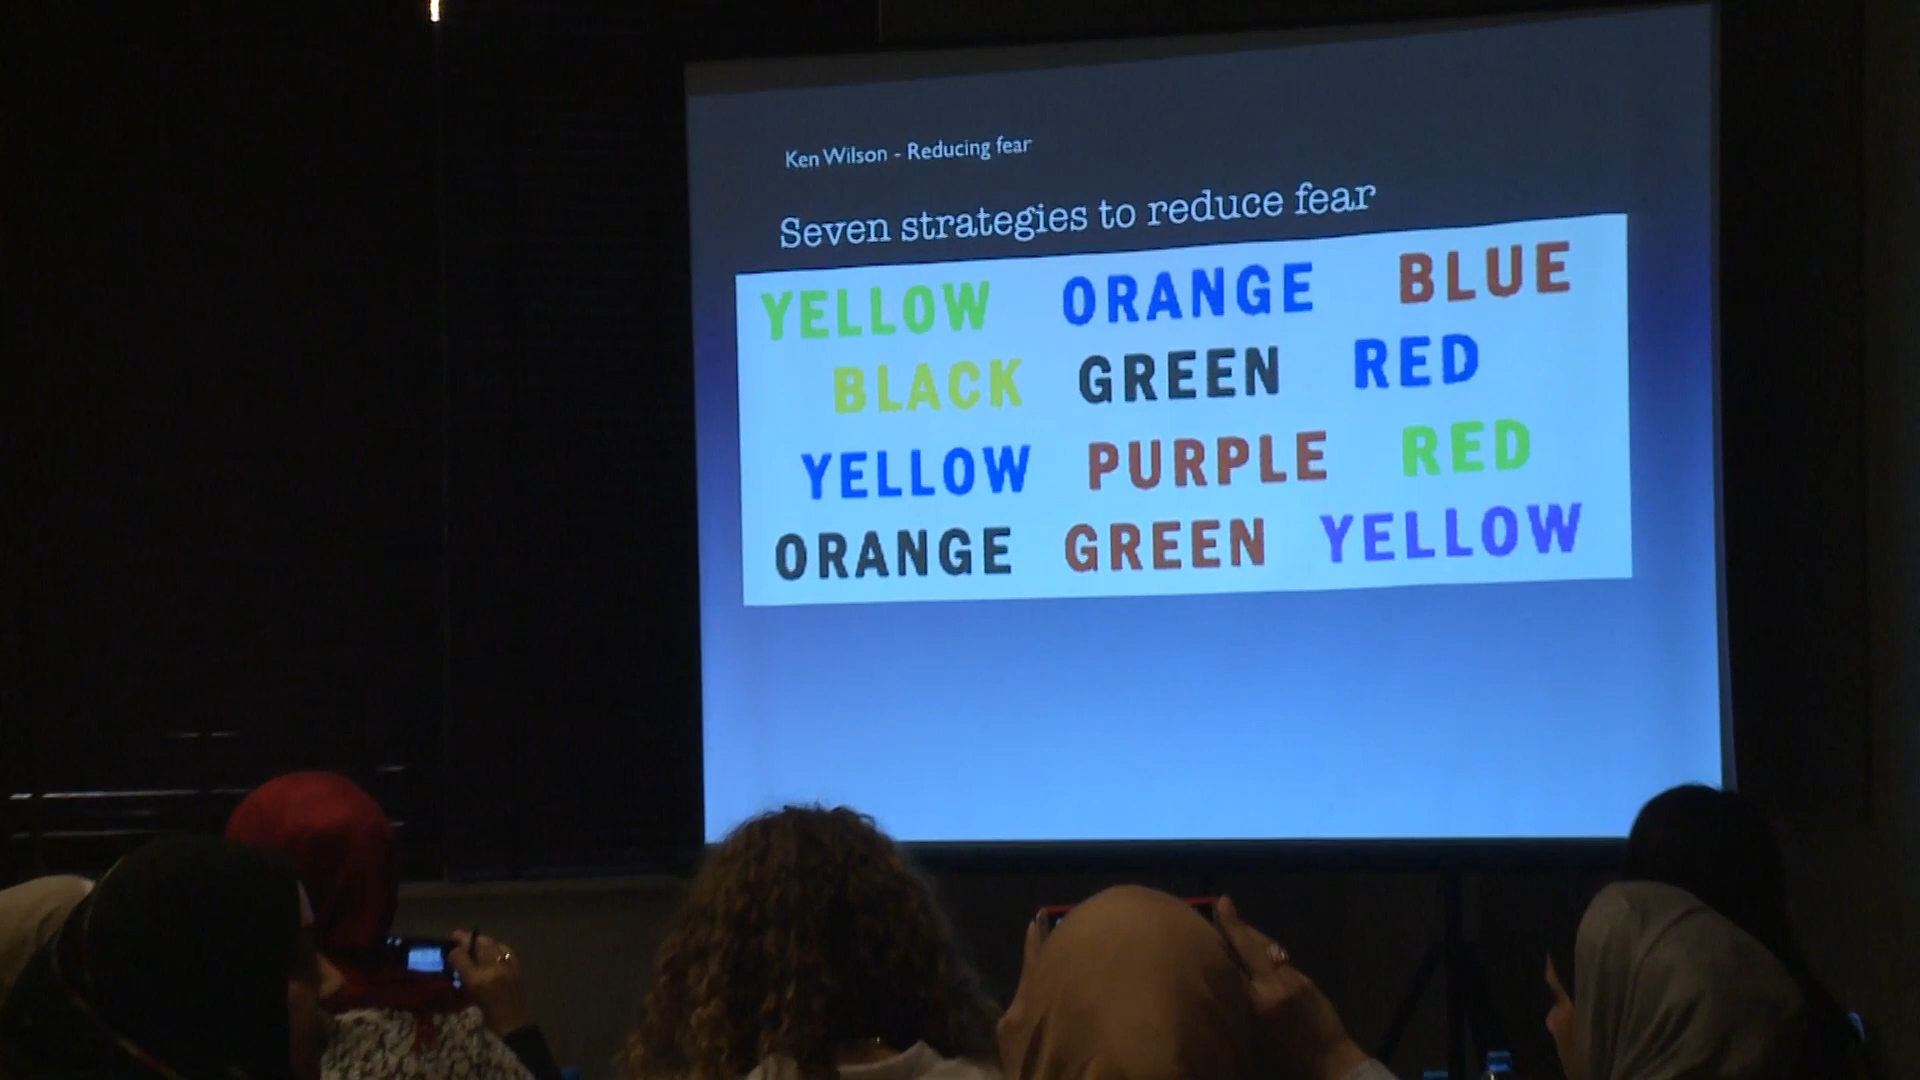 Ken Wilson - Reducing fear
Seven strategies to reduce fear
YELLOW ORANGE BLUE
BLACK GREEN RED
YELLOW PURPLE RED
ORANGE GREEN YELLOW